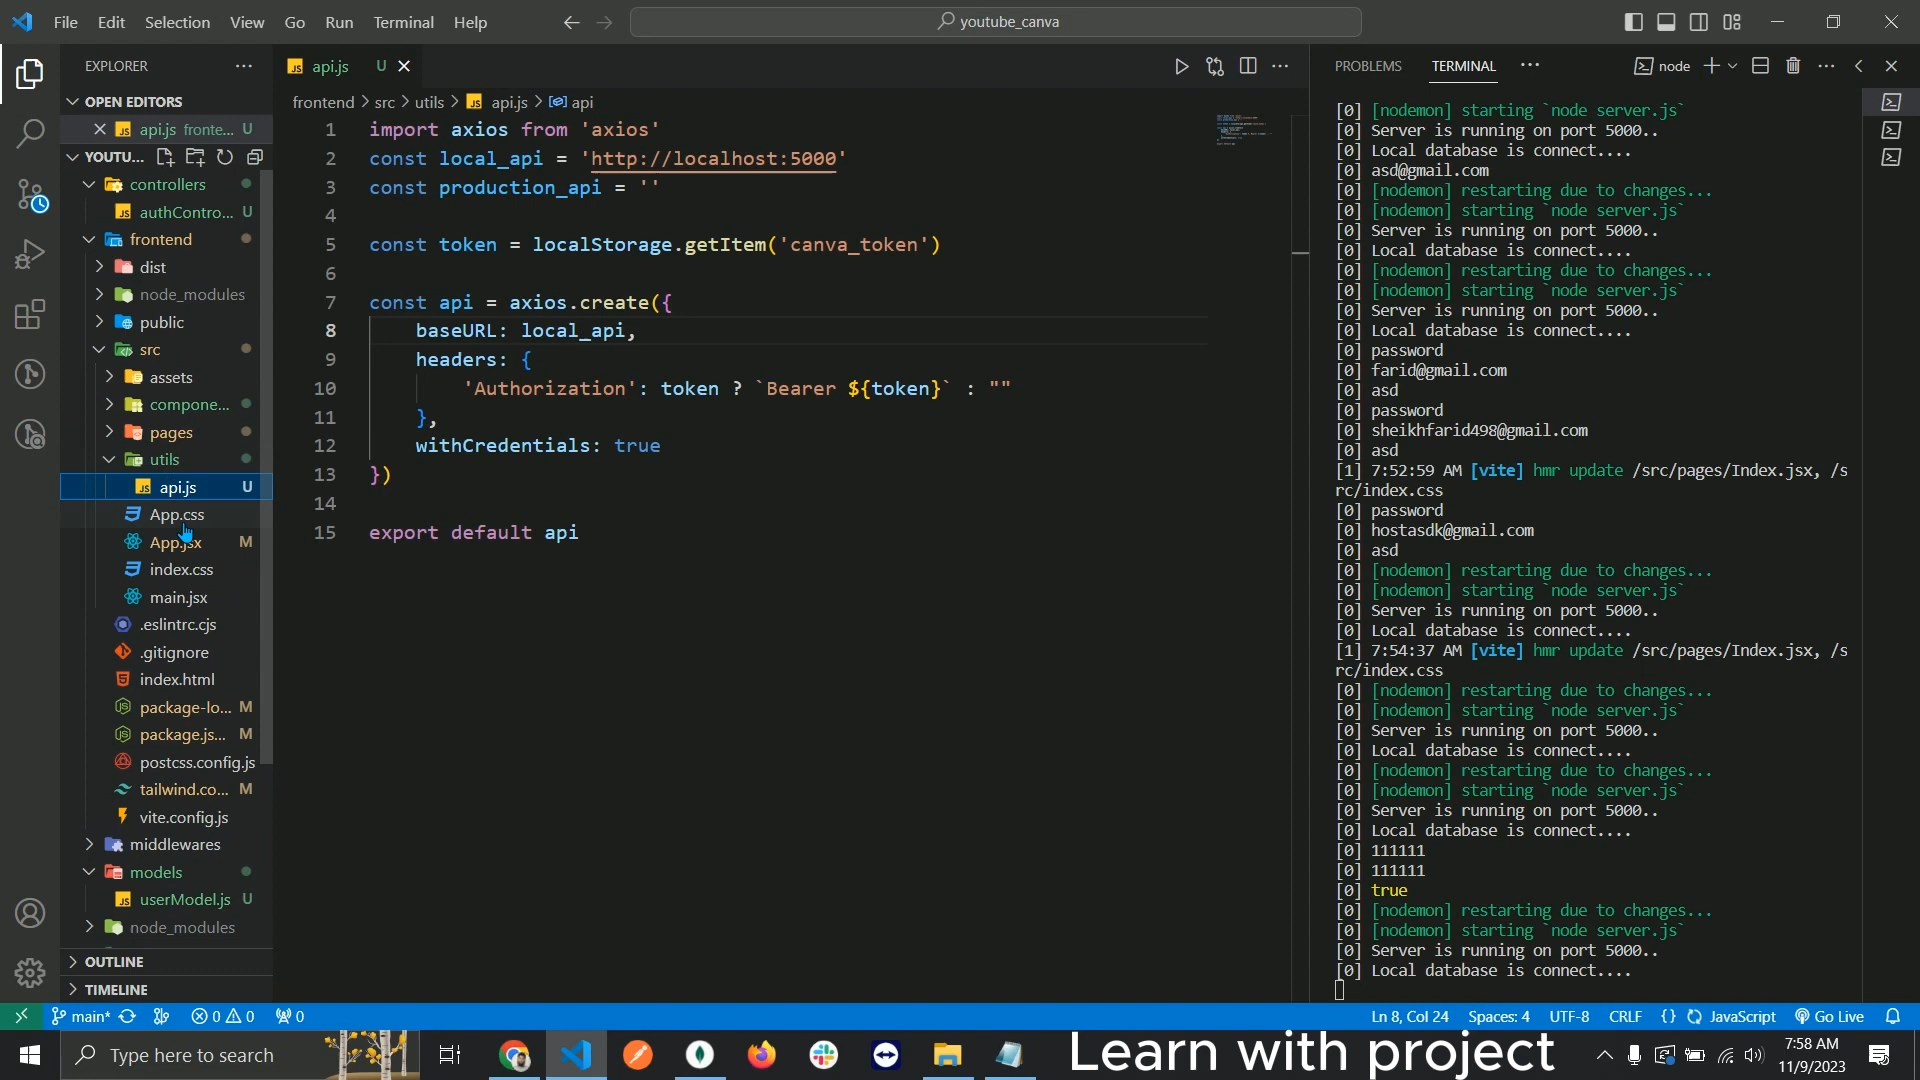 File Edit Selection View Go Run Terminal Help
youtube_canva
EXPLORER
OPEN EDITORS
api.js fronte... U
YOUTU...
controllers
authContro... U
frontend
dist
node_modules
public
src
assets
compone...
pages
utils
api.js U
App.css
App.jsx M
index.css
main.jsx
.eslintrc.cjs
.gitignore
index.html
package-lo... M
package.js... M
postcss.config.js
tailwind.co... M
vite.config.js
middlewares
models
userModel.js U
node_modules
OUTLINE
TIMELINE
api.js U
frontend > src > utils > api.js > api
1 import axios from 'axios'
2 const local_api = 'http://localhost:5000'
3 const production_api = ''
4
5 const token = localStorage.getItem('canva_token')
6
7 const api = axios.create({
8 baseURL: local_api,
9 headers: {
10 'Authorization': token ? `Bearer ${token}` : ""
11 },
12 withCredentials: true
13 })
14
15 export default api
PROBLEMS TERMINAL node
[0] [nodemon] starting `node server.js`
[0] Server is running on port 5000..
[0] Local database is connect....
[0] asd@gmail.com
[0] [nodemon] restarting due to changes...
[0] [nodemon] starting `node server.js`
[0] Server is running on port 5000..
[0] Local database is connect....
[0] [nodemon] restarting due to changes...
[0] [nodemon] starting `node server.js`
[0] Server is running on port 5000..
[0] Local database is connect....
[0] password
[0] farid@gmail.com
[0] asd
[0] password
[0] sheikhfarid498@gmail.com
[0] asd
[1] 7:52:59 AM [vite] hmr update /src/pages/Index.jsx, /s
rc/index.css
[0] password
[0] hostasdk@gmail.com
[0] asd
[0] [nodemon] restarting due to changes...
[0] [nodemon] starting `node server.js`
[0] Server is running on port 5000..
[0] Local database is connect....
[1] 7:54:37 AM [vite] hmr update /src/pages/Index.jsx, /s
rc/index.css
[0] [nodemon] restarting due to changes...
[0] [nodemon] starting `node server.js`
[0] Server is running on port 5000..
[0] Local database is connect....
[0] [nodemon] restarting due to changes...
[0] [nodemon] starting `node server.js`
[0] Server is running on port 5000..
[0] Local database is connect....
[0] 111111
[0] 111111
[0] true
[0] [nodemon] restarting due to changes...
[0] [nodemon] starting `node server.js`
[0] Server is running on port 5000..
[0] Local database is connect....
main* 0 0 0 Ln 8, Col 24 Spaces: 4 UTF-8 CRLF {} JavaScript Go Live
Type here to search
Learn with project
7:58 AM
11/9/2023